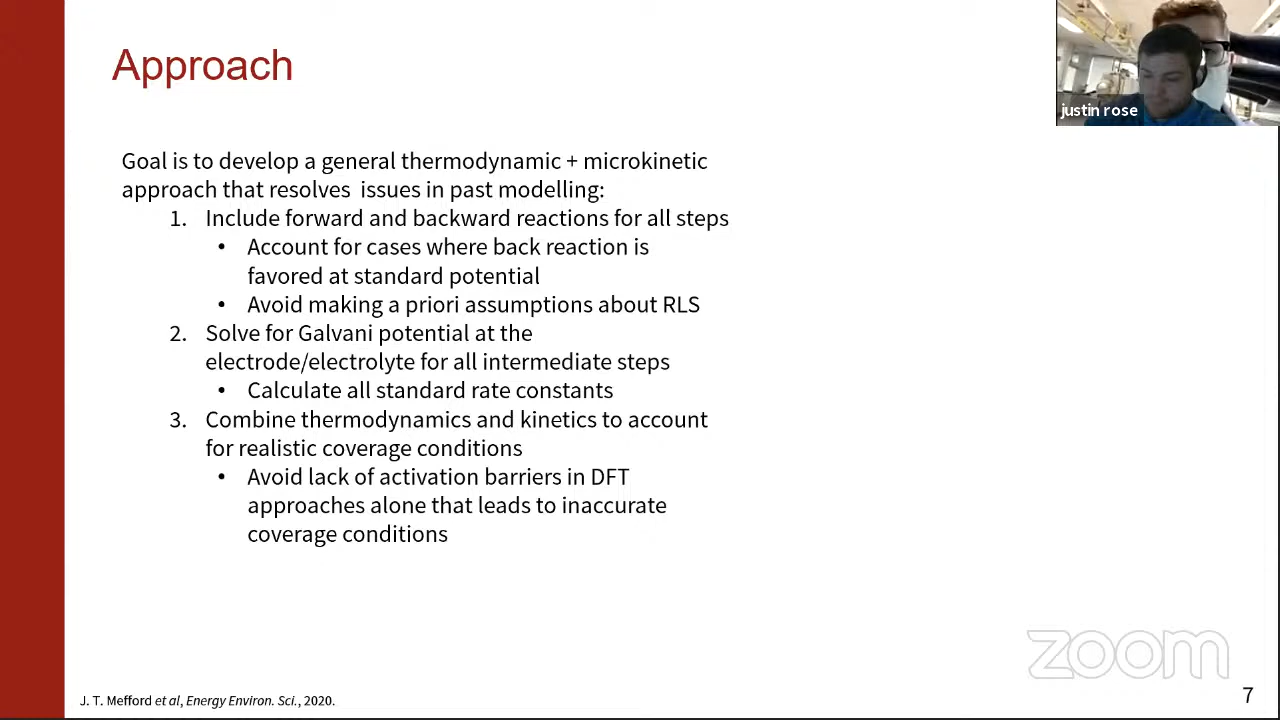 Approach
justin rose
Goal is to develop a general thermodynamic + microkinetic
approach that resolves  issues in past modelling:
1. Include forward and backward reactions for all steps
• Account for cases where back reaction is
favored at standard potential
• Avoid making a priori assumptions about RLS
2. Solve for Galvani potential at the
electrode/electrolyte for all intermediate steps
• Calculate all standard rate constants
3. Combine thermodynamics and kinetics to account
for realistic coverage conditions
• Avoid lack of activation barriers in DFT
approaches alone that leads to inaccurate
coverage conditions
zoom
J. T. Mefford et al, Energy Environ. Sci., 2020.
7